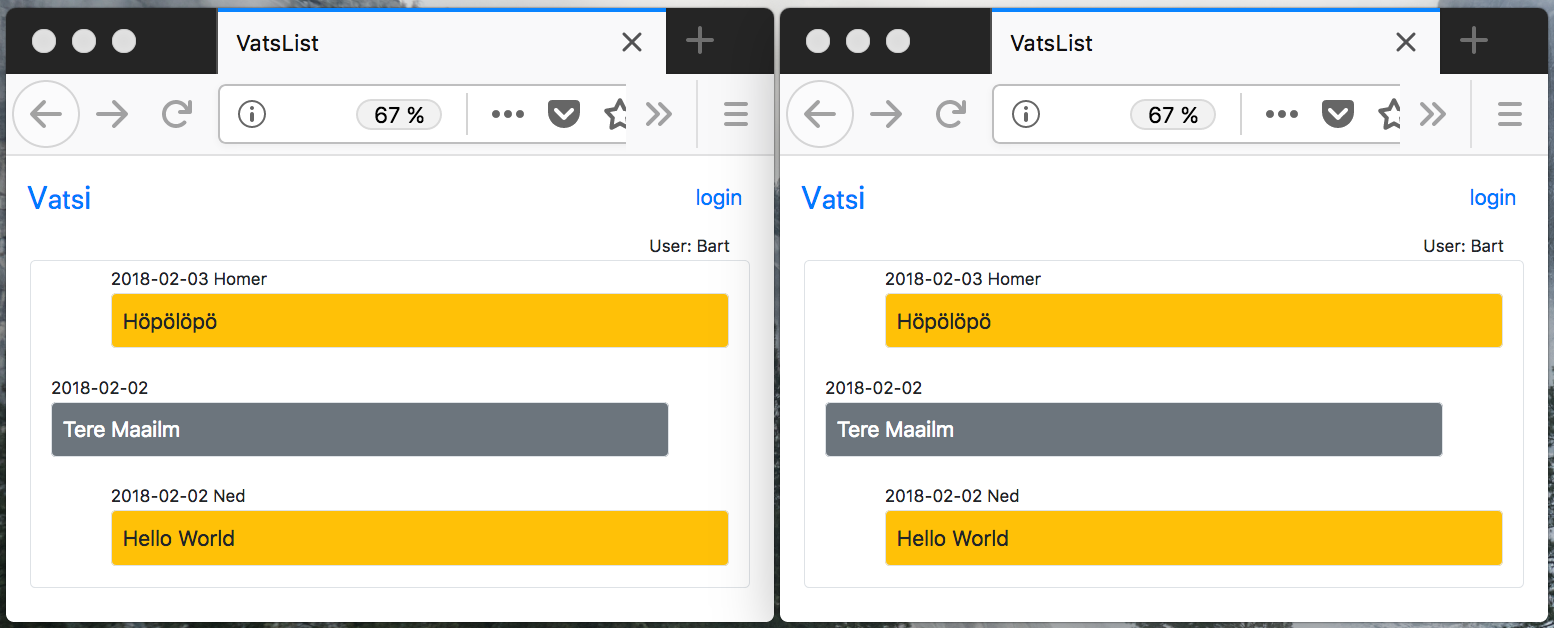 VatsList
67 %
Vatsi
login
User: Bart
2018-02-03 Homer
Höpölöpö
2018-02-02
Tere Maailm
2018-02-02 Ned
Hello World
VatsList
67 %
Vatsi
login
User: Bart
2018-02-03 Homer
Höpölöpö
2018-02-02
Tere Maailm
2018-02-02 Ned
Hello World